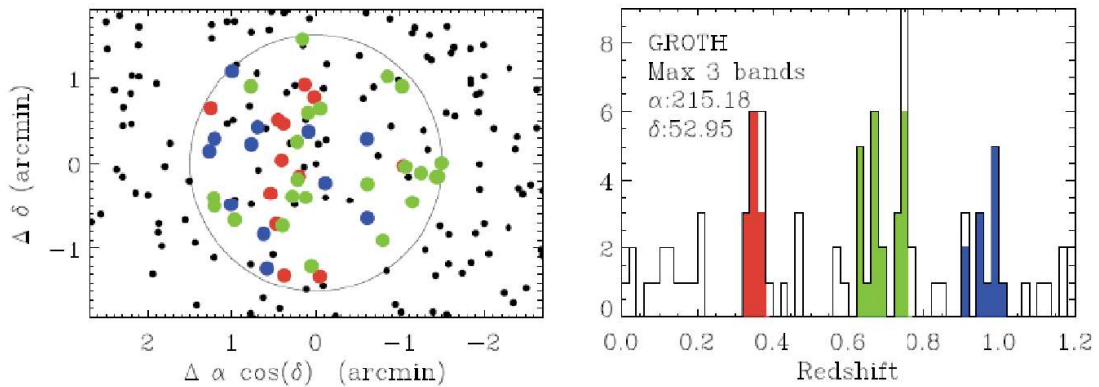 1
0
−1
Δ δ (arcmin)
2
1
0
−1
−2
Δ α cos(δ) (arcmin)
GROTH
Max 3 bands
α:215.18
δ:52.95
8
6
4
2
0
0.0
0.2
0.4
0.6
0.8
1.0
1.2
Redshift